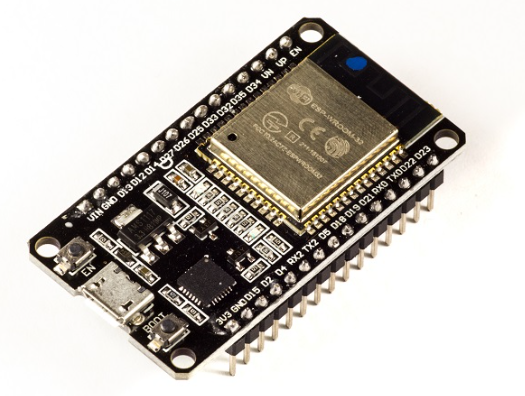 VIN GND D13 D12 D14 D27 D26 D25 D33 D32 D35 D34 VN VP EN
ESP-WROOM-32
CE
EN
BOOT
3V3 GND D15 D2 D4 RX2 TX2 D5 D18 D19 D21 RX0 TX0 D22 D23